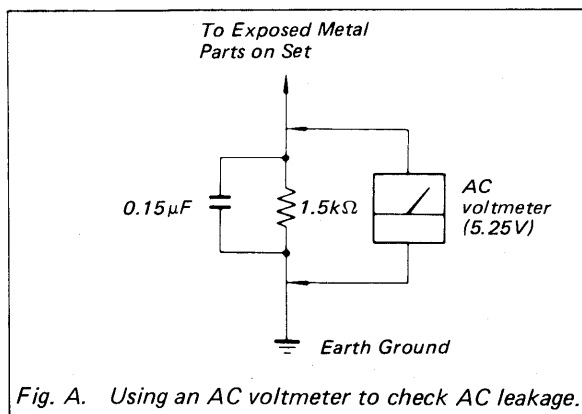 To Exposed Metal
Parts on Set
0.15μF
1.5kΩ
AC
voltmeter
(5.25V)
Earth Ground
Fig. A. Using an AC voltmeter to check AC leakage.